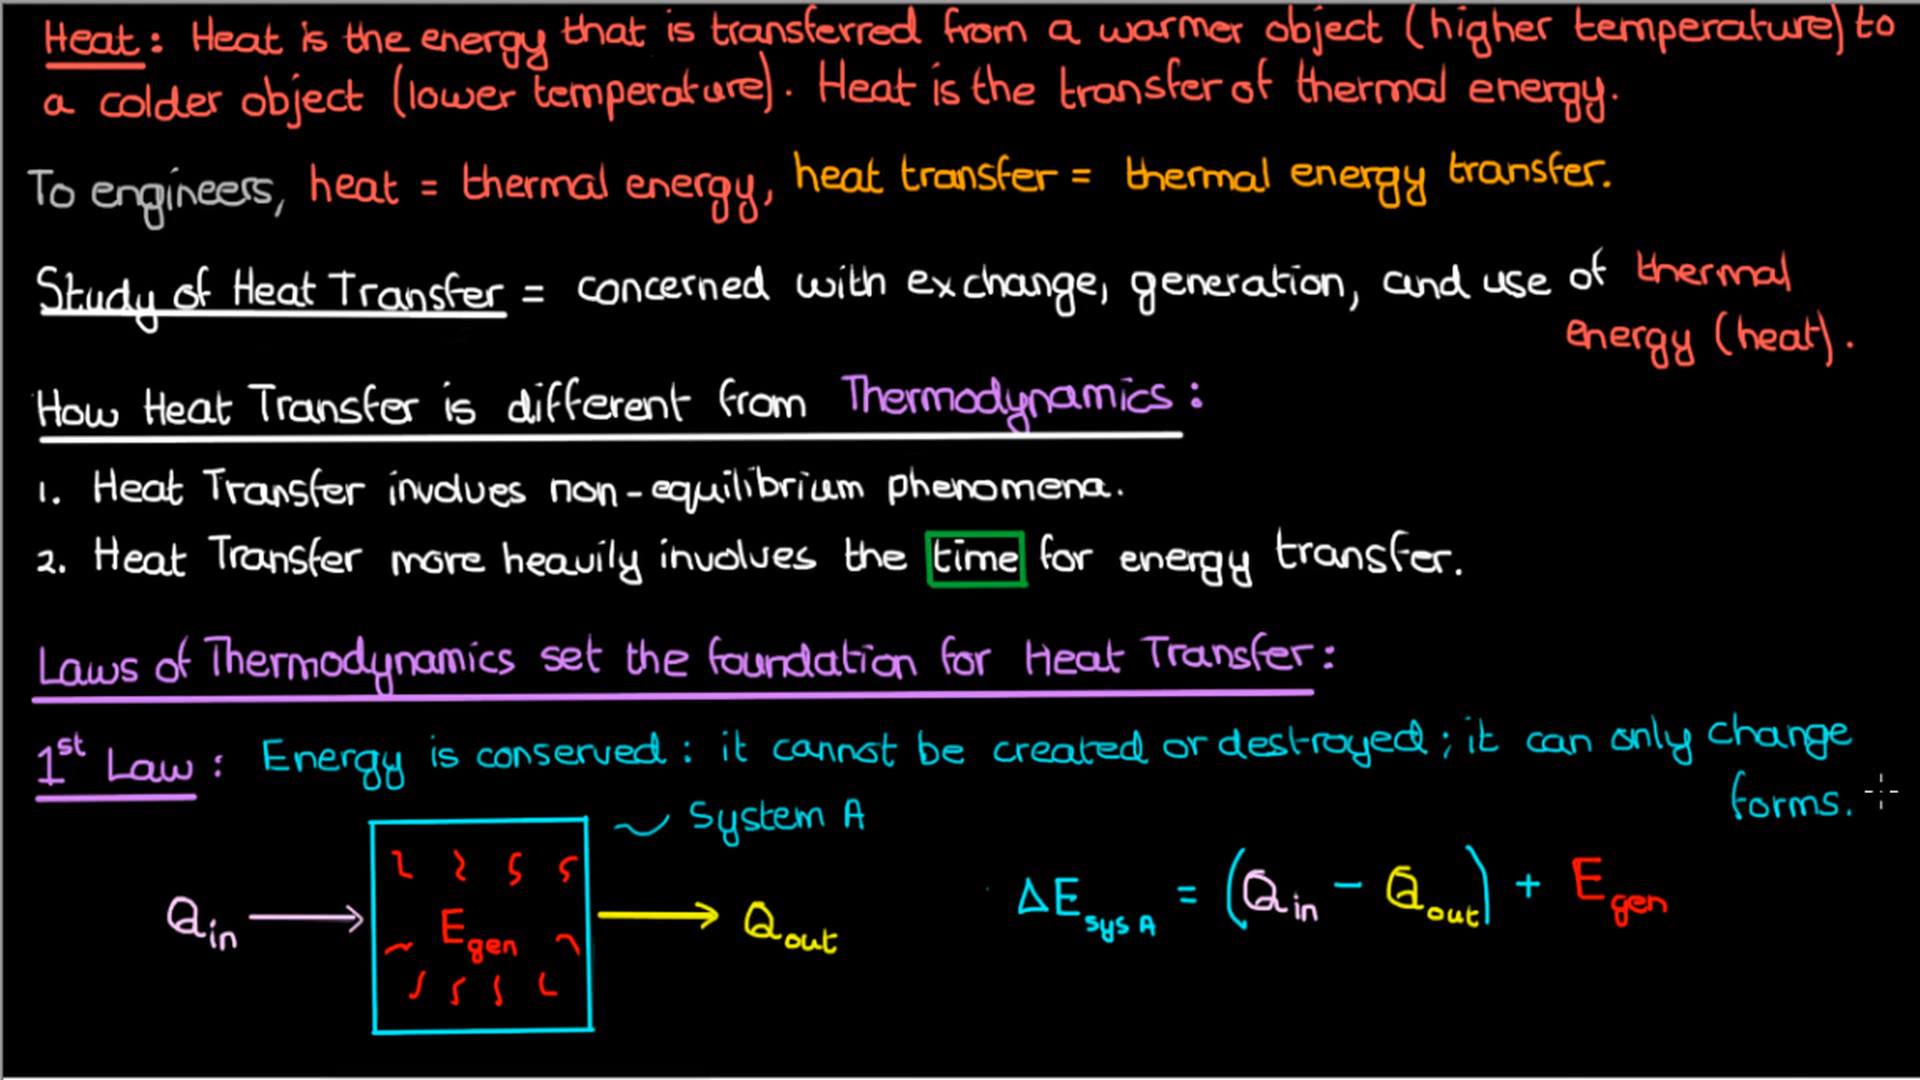 Heat: Heat is the energy that is transferred from a warmer object (higher temperature) to
a colder object (lower temperature). Heat is the transfer of thermal energy.
To engineers, heat = thermal energy, heat transfer = thermal energy transfer.
Study of Heat Transfer = concerned with exchange, generation, and use of thermal
energy (heat).
How Heat Transfer is different from Thermodynamics:
1. Heat Transfer involves non-equilibrium phenomena.
2. Heat Transfer more heavily involves the time for energy transfer.
Laws of Thermodynamics set the foundation for Heat Transfer:
1st Law: Energy is conserved: it cannot be created or destroyed; it can only change
forms.
System A
Qin
Egen
Qout
ΔEsys A = (Qin - Qout) + Egen